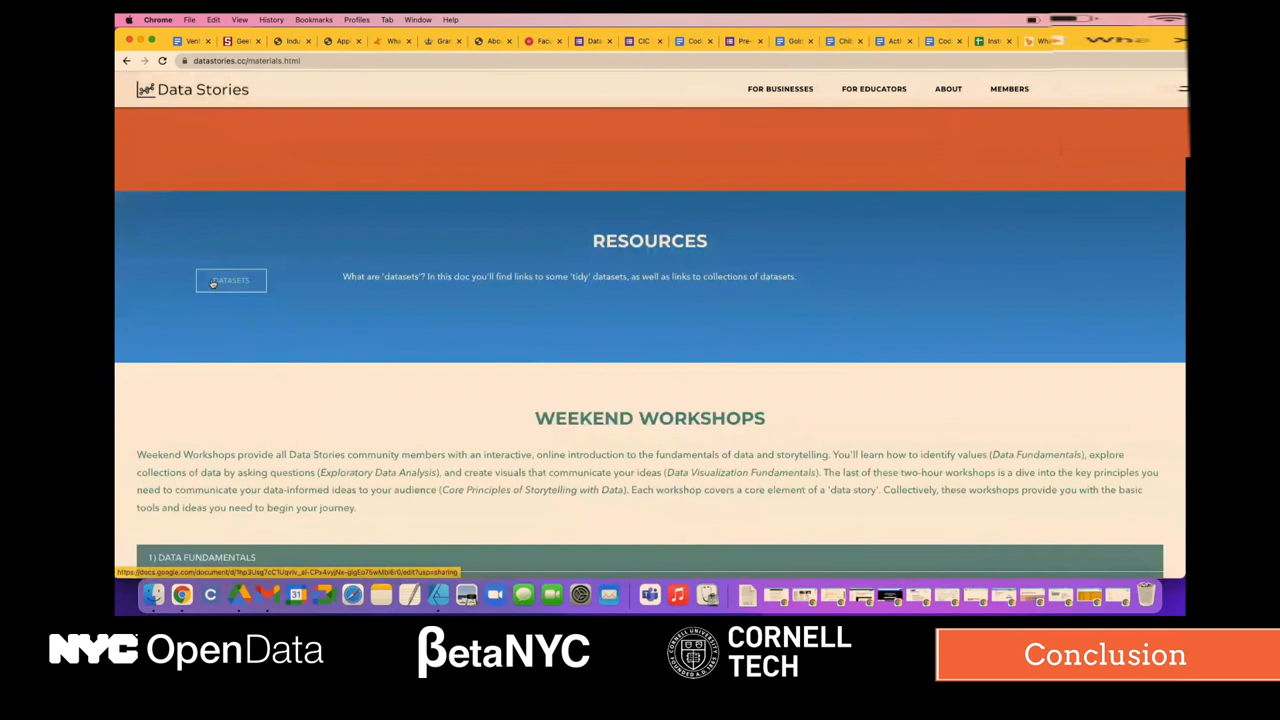 Chrome File Edit View History Bookmarks Profiles Tab Window Help
datastories.cc/materials.html
Data Stories
FOR BUSINESSES FOR EDUCATORS ABOUT MEMBERS
RESOURCES
DATASETS
What are 'datasets'? In this doc you'll find links to some 'tidy' datasets, as well as links to collections of datasets.
WEEKEND WORKSHOPS
Weekend Workshops provide all Data Stories community members with an interactive, online introduction to the fundamentals of data and storytelling. You'll learn how to identify values (Data Fundamentals), explore
collections of data by asking questions (Exploratory Data Analysis), and create visuals that communicate your ideas (Data Visualization Fundamentals). The last of these two-hour workshops is a dive into the key principles you
need to communicate your data-informed ideas to your audience (Core Principles of Storytelling with Data). Each workshop covers a core element of a 'data story'. Collectively, these workshops provide you with the basic
tools and ideas you need to begin your journey.
1) DATA FUNDAMENTALS
NYC OpenData
βetaNYC
CORNELL
TECH
Conclusion